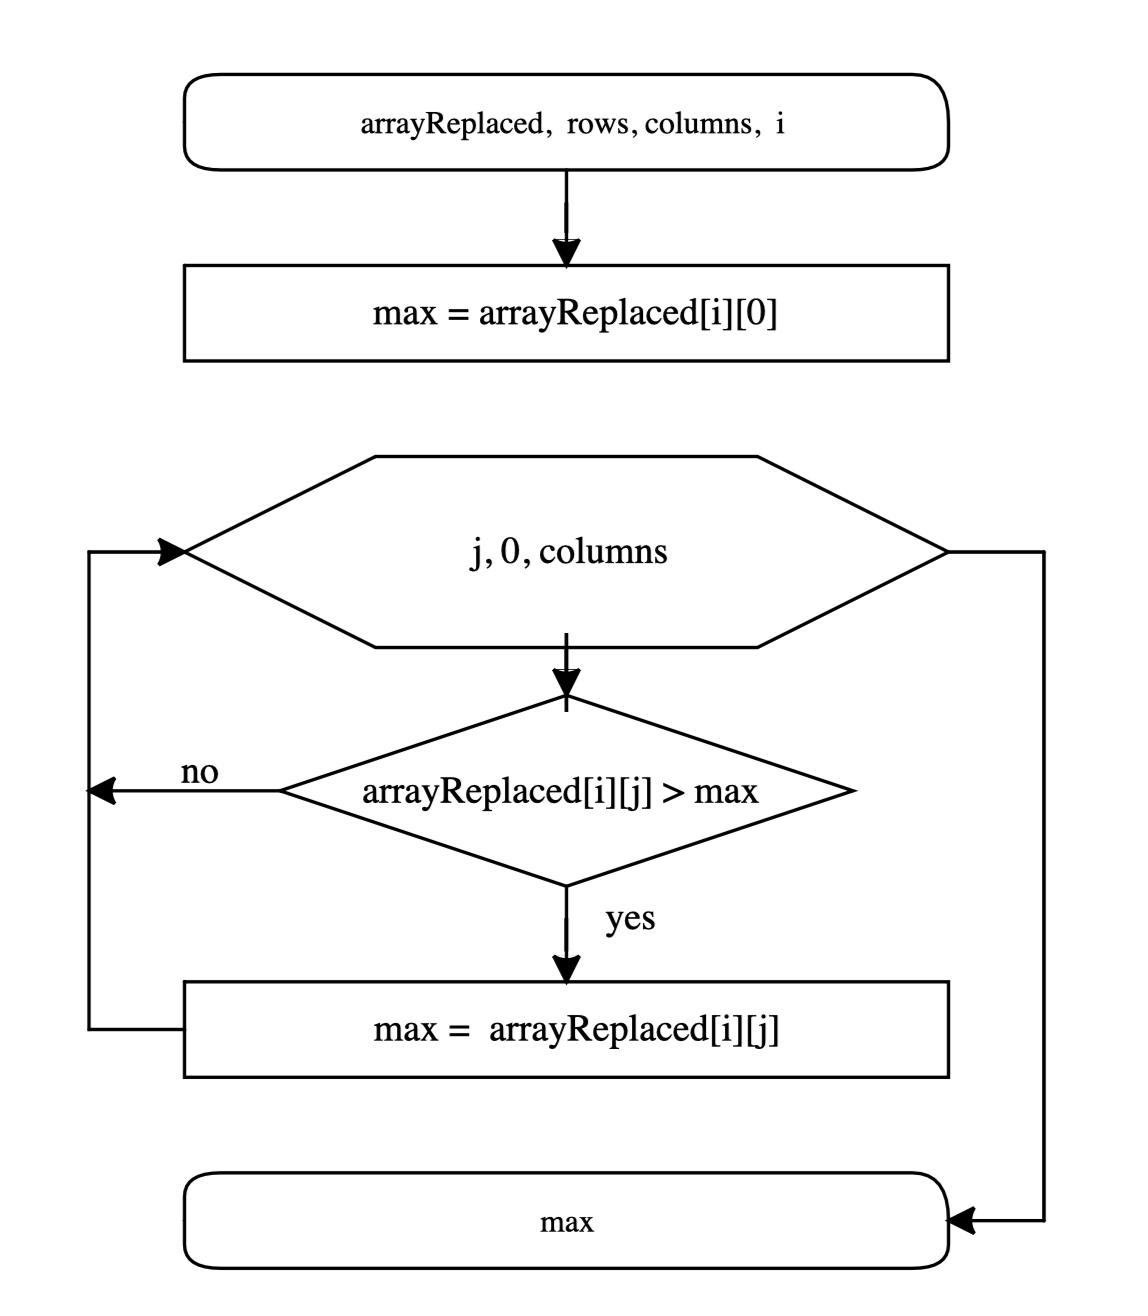 arrayReplaced, rows, columns, i
max = arrayReplaced[i][0]
j, 0, columns
no
arrayReplaced[i][j] > max
yes
max = arrayReplaced[i][j]
max